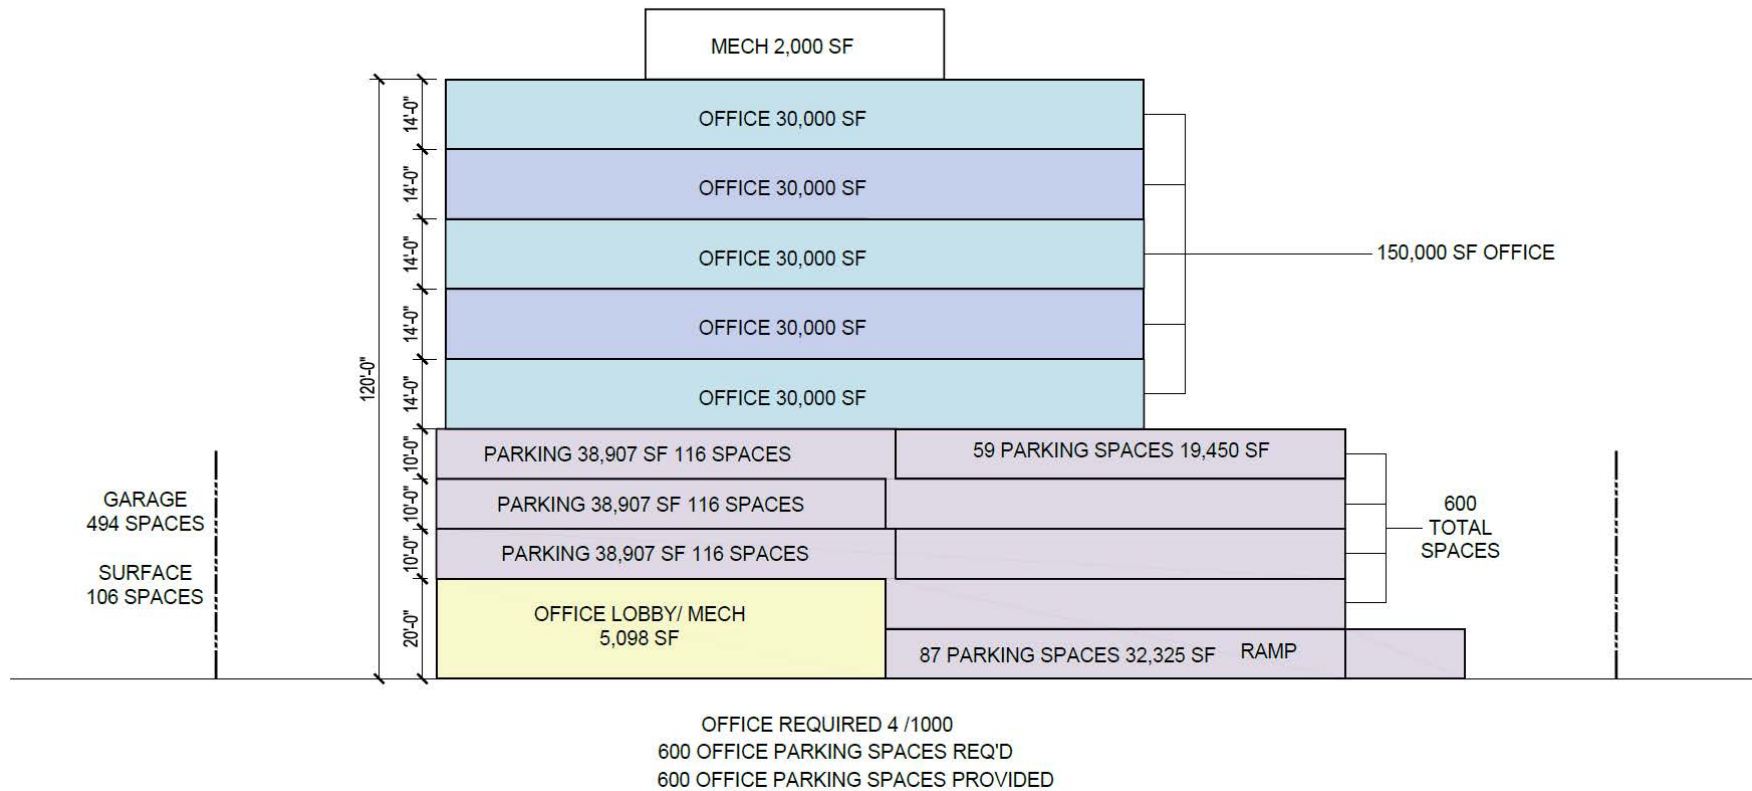 MECH 2,000 SF
14'-0"
OFFICE 30,000 SF
14'-0"
OFFICE 30,000 SF
14'-0"
OFFICE 30,000 SF
150,000 SF OFFICE
14'-0"
OFFICE 30,000 SF
120'-0"
14'-0"
OFFICE 30,000 SF
10'-0"
PARKING 38,907 SF 116 SPACES
59 PARKING SPACES 19,450 SF
10'-0"
PARKING 38,907 SF 116 SPACES
10'-0"
PARKING 38,907 SF 116 SPACES
600
TOTAL
SPACES
GARAGE
494 SPACES
SURFACE
106 SPACES
20'-0"
OFFICE LOBBY/ MECH
5,098 SF
87 PARKING SPACES 32,325 SF
RAMP
OFFICE REQUIRED 4 /1000
600 OFFICE PARKING SPACES REQ'D
600 OFFICE PARKING SPACES PROVIDED